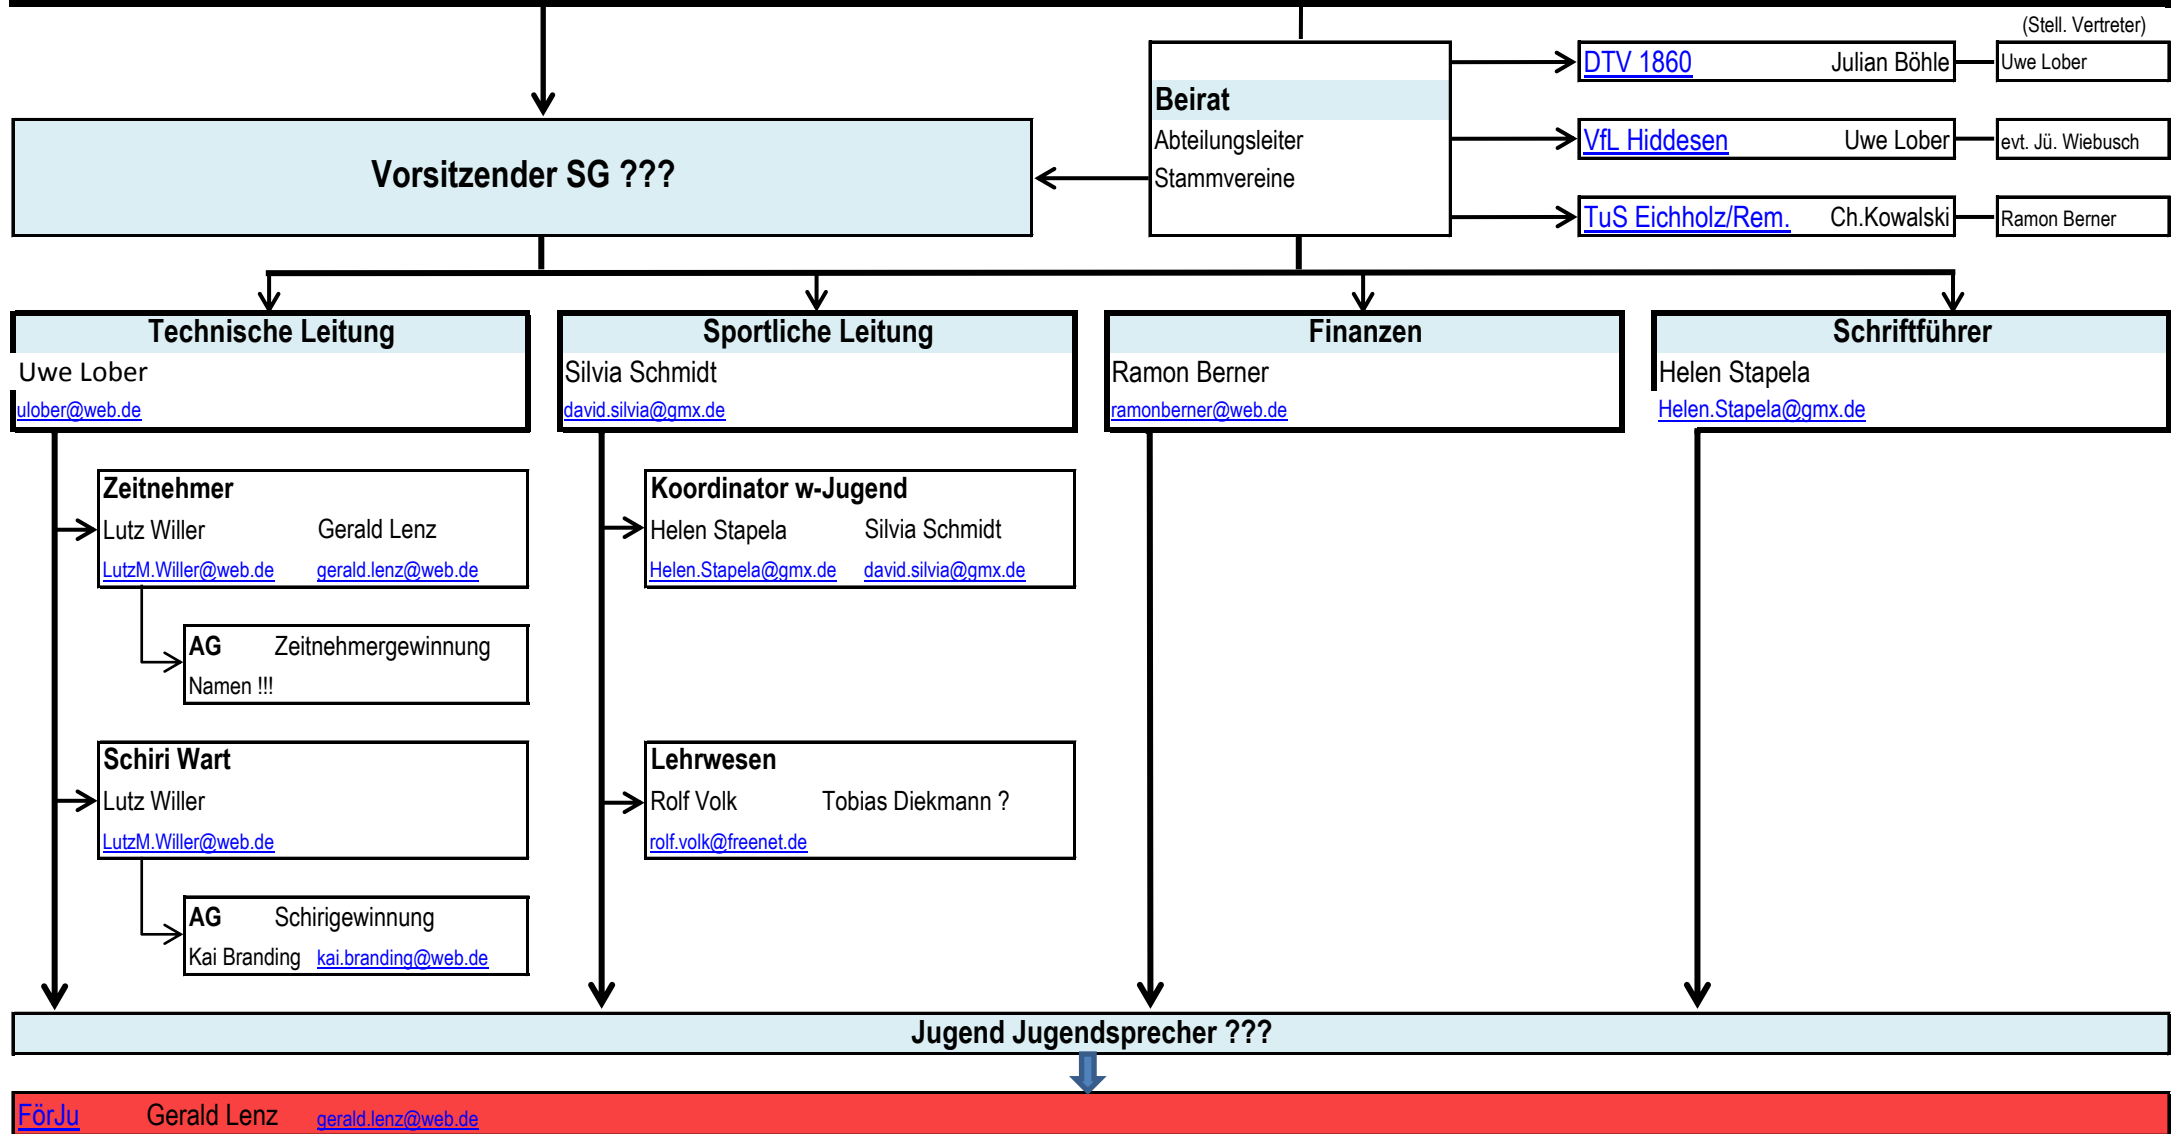 (Stell. Vertreter)
DTV 1860 Julian Böhle Uwe Lober
Beirat
Abteilungsleiter
Stammvereine
VfL Hiddesen Uwe Lober evt. Jü. Wiebusch
TuS Eichholz/Rem. Ch.Kowalski Ramon Berner
Vorsitzender SG ???
Technische Leitung
Uwe Lober
ulober@web.de
Sportliche Leitung
Silvia Schmidt
david.silvia@gmx.de
Finanzen
Ramon Berner
ramonberner@web.de
Schriftführer
Helen Stapela
Helen.Stapela@gmx.de
Zeitnehmer
Lutz Willer Gerald Lenz
LutzM.Willer@web.de gerald.lenz@web.de
AG Zeitnehmergewinnung
Namen !!!
Schiri Wart
Lutz Willer
LutzM.Willer@web.de
AG Schirigewinnung
Kai Branding kai.branding@web.de
Koordinator w-Jugend
Helen Stapela Silvia Schmidt
Helen.Stapela@gmx.de david.silvia@gmx.de
Lehrwesen
Rolf Volk Tobias Diekmann ?
rolf.volk@freenet.de
Jugend Jugendsprecher ???
FörJu Gerald Lenz gerald.lenz@web.de